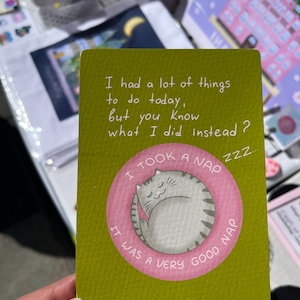 I had a lot of things
to do today,
but you know
what I did instead?
I TOOK A NAP
zzz...
IT WAS A VERY GOOD NAP